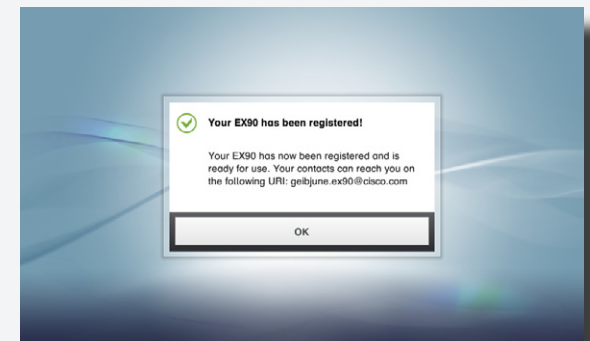 Your EX90 has been registered!
Your EX90 has now been registered and is
ready for use. Your contacts can reach you on
the following URI: geibjune.ex90@cisco.com
OK